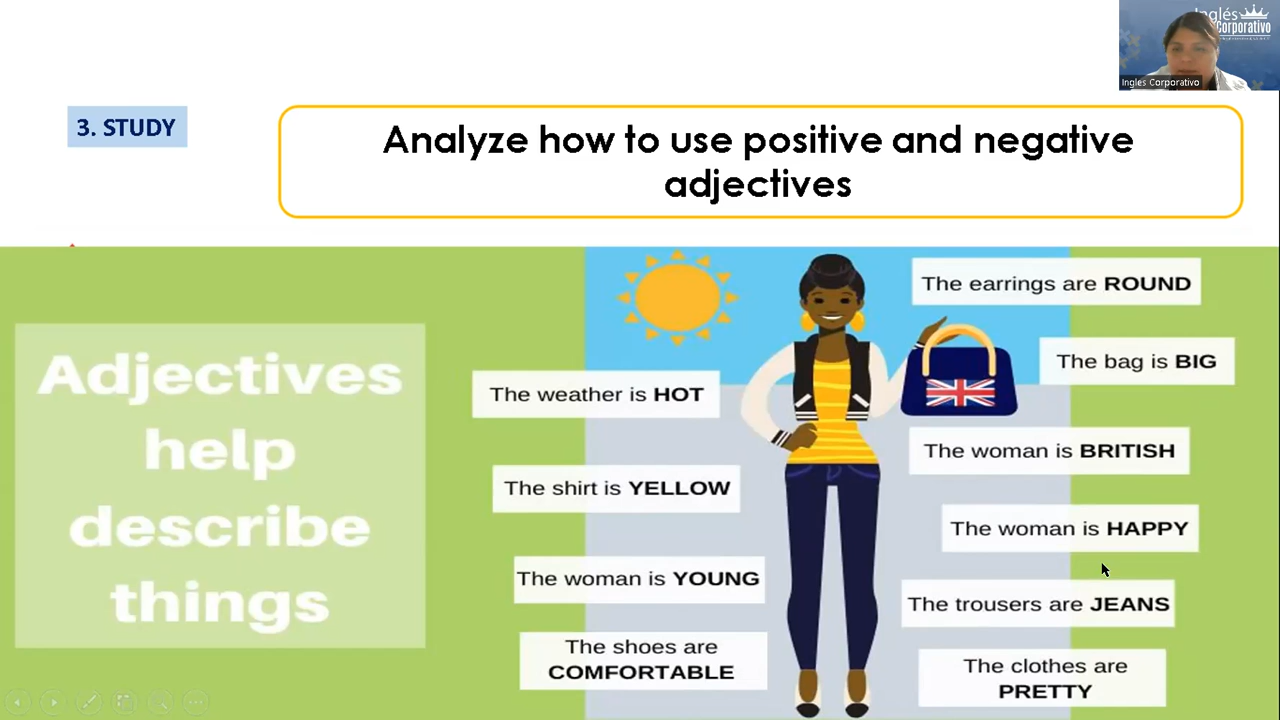 Inglés
Corporativo
Ingles Corporativo
3. STUDY
Analyze how to use positive and negative
adjectives
Adjectives
help
describe
things
The weather is HOT
The shirt is YELLOW
The woman is YOUNG
The shoes are
COMFORTABLE
The earrings are ROUND
The bag is BIG
The woman is BRITISH
The woman is HAPPY
The trousers are JEANS
The clothes are
PRETTY